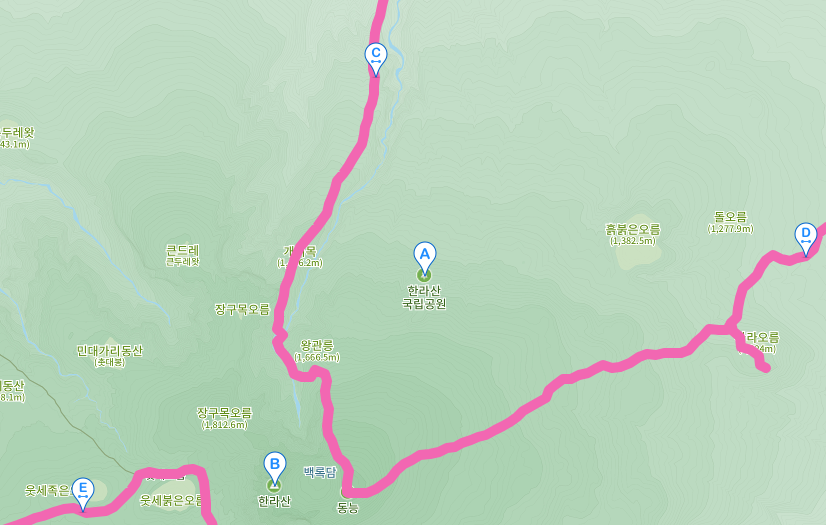 C
두레왓
43.1m)
돌오름
(1,277.9m)
흙붉은오름
(1,382.5m)
D
A
큰드레
큰두레왓
한라산
국립공원
장구목오름
왕관릉
(1,666.5m)
라오름
민대가리동산
(촛대봉)
동산
8.1m)
장구목오름
(1,812.6m)
B
백록담
E
웃세족은
웃세붉은오름
한라산
동능